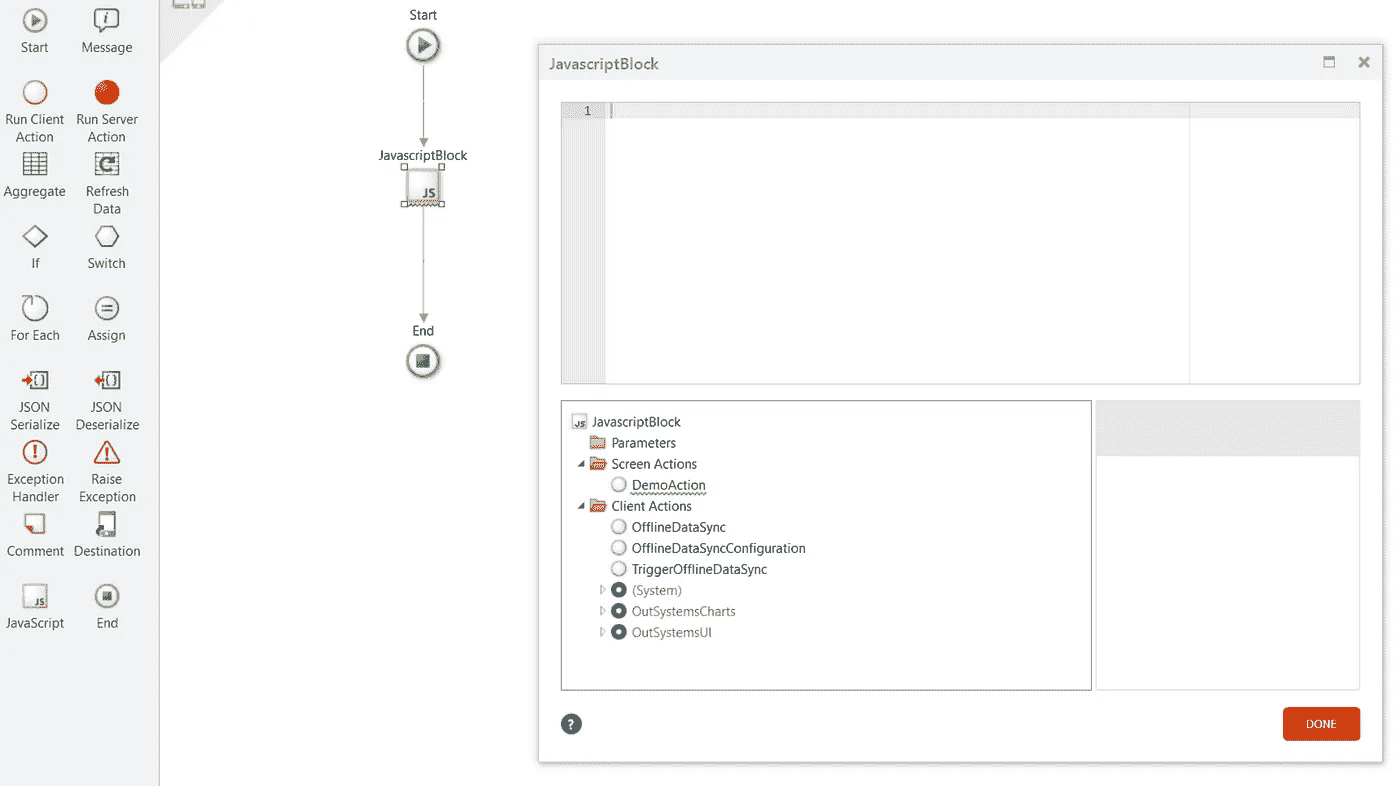 Start
Message
Run Client
Action
Run Server
Action
Aggregate
Refresh
Data
If
Switch
For Each
Assign
JSON
Serialize
JSON
Deserialize
Exception
Handler
Raise
Exception
Comment
Destination
JS
JavaScript
End
Start
JavascriptBlock
JS
End
JavascriptBlock
1
JS JavascriptBlock
Parameters
Screen Actions
DemoAction
Client Actions
OfflineDataSync
OfflineDataSyncConfiguration
TriggerOfflineDataSync
(System)
OutSystemsCharts
OutSystemsUI
?
DONE